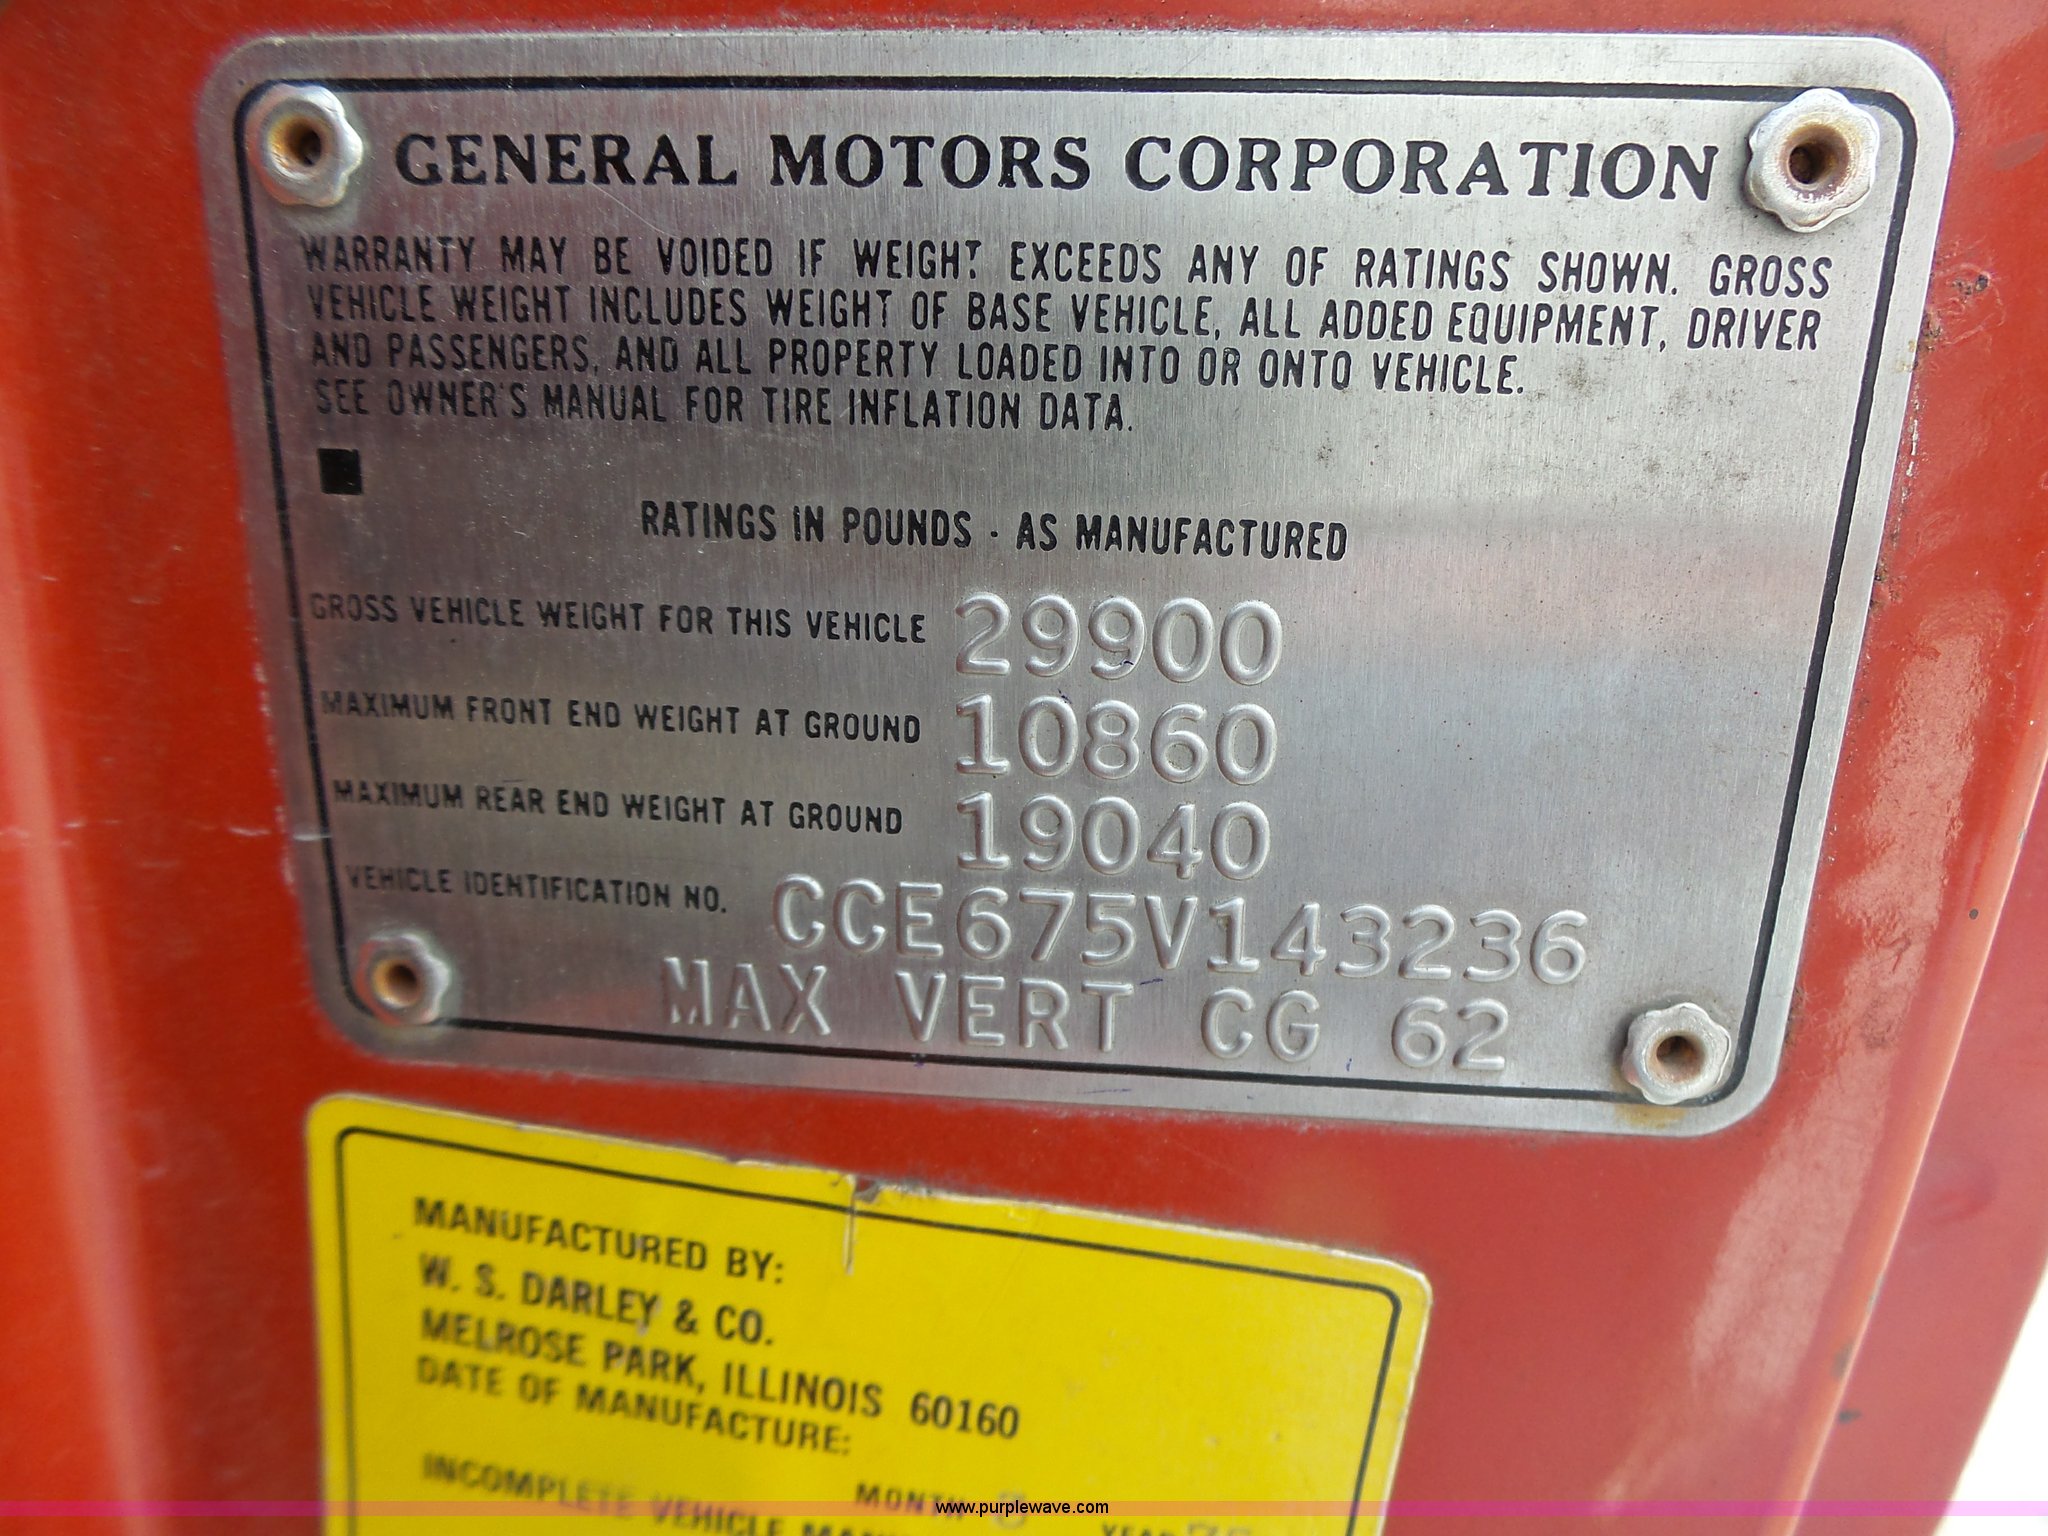 GENERAL MOTORS CORPORATION
WARRANTY MAY BE VOIDED IF WEIGHT EXCEEDS ANY OF RATINGS SHOWN. GROSS
VEHICLE WEIGHT INCLUDES WEIGHT OF BASE VEHICLE, ALL ADDED EQUIPMENT, DRIVER
AND PASSENGERS, AND ALL PROPERTY LOADED INTO OR ONTO VEHICLE.
SEE OWNER'S MANUAL FOR TIRE INFLATION DATA.
RATINGS IN POUNDS - AS MANUFACTURED
GROSS VEHICLE WEIGHT FOR THIS VEHICLE 29900
MAXIMUM FRONT END WEIGHT AT GROUND 10860
MAXIMUM REAR END WEIGHT AT GROUND 19040
VEHICLE IDENTIFICATION NO. CCE675V143236
MAX VERT CG 62
MANUFACTURED BY:
W. S. DARLEY & CO.
MELROSE PARK, ILLINOIS 60160
DATE OF MANUFACTURE:
MONTH YEAR
INCOMPLETE VEHICLE
www.purplewave.com